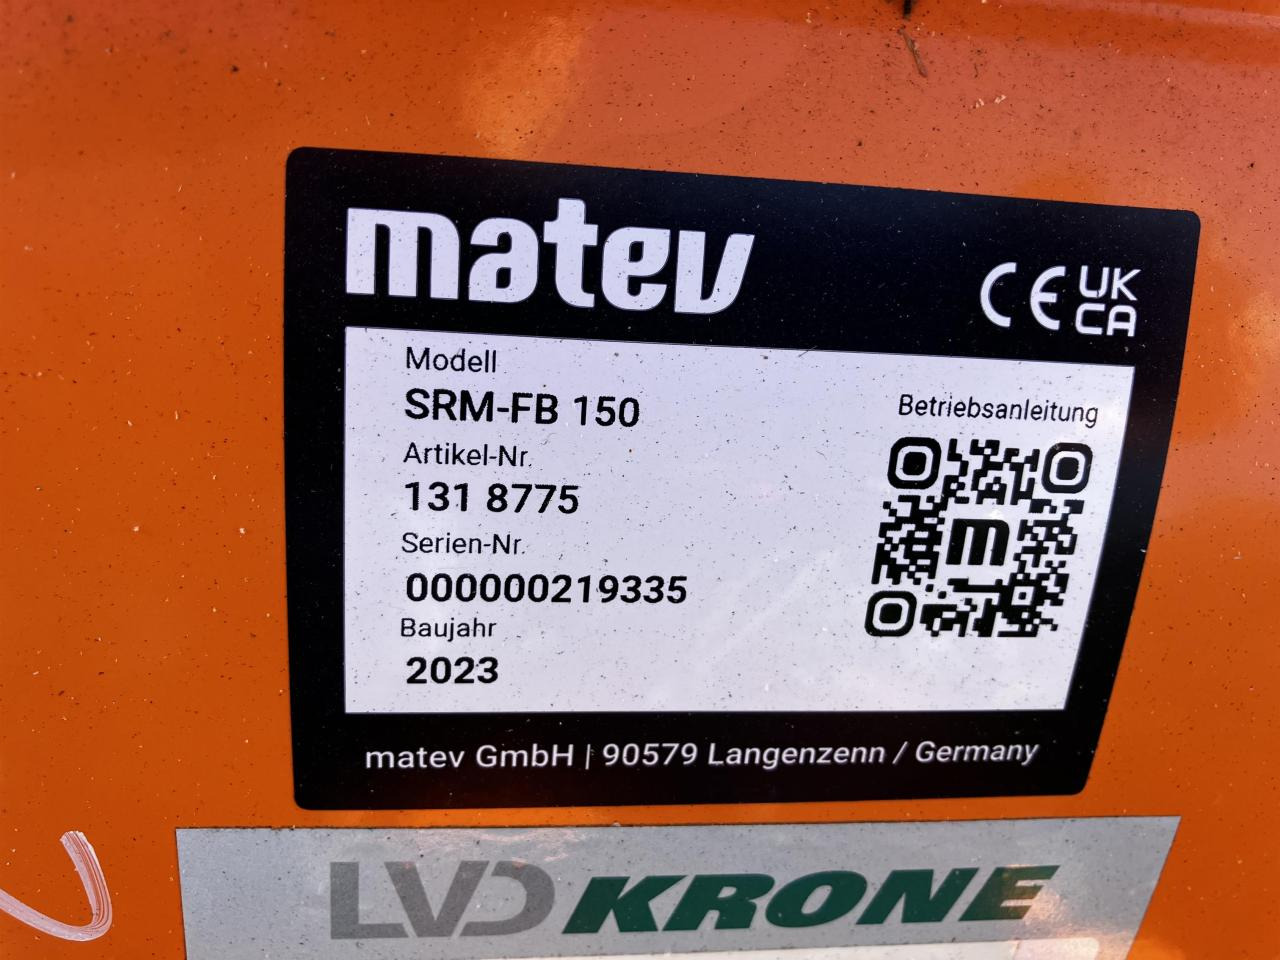 matev
CE UK
CA
Modell
SRM-FB 150
Artikel-Nr.
131 8775
Serien-Nr.
000000219335
Baujahr
2023
Betriebsanleitung
m
matev GmbH | 90579 Langenzenn / Germany
LVD KRONE